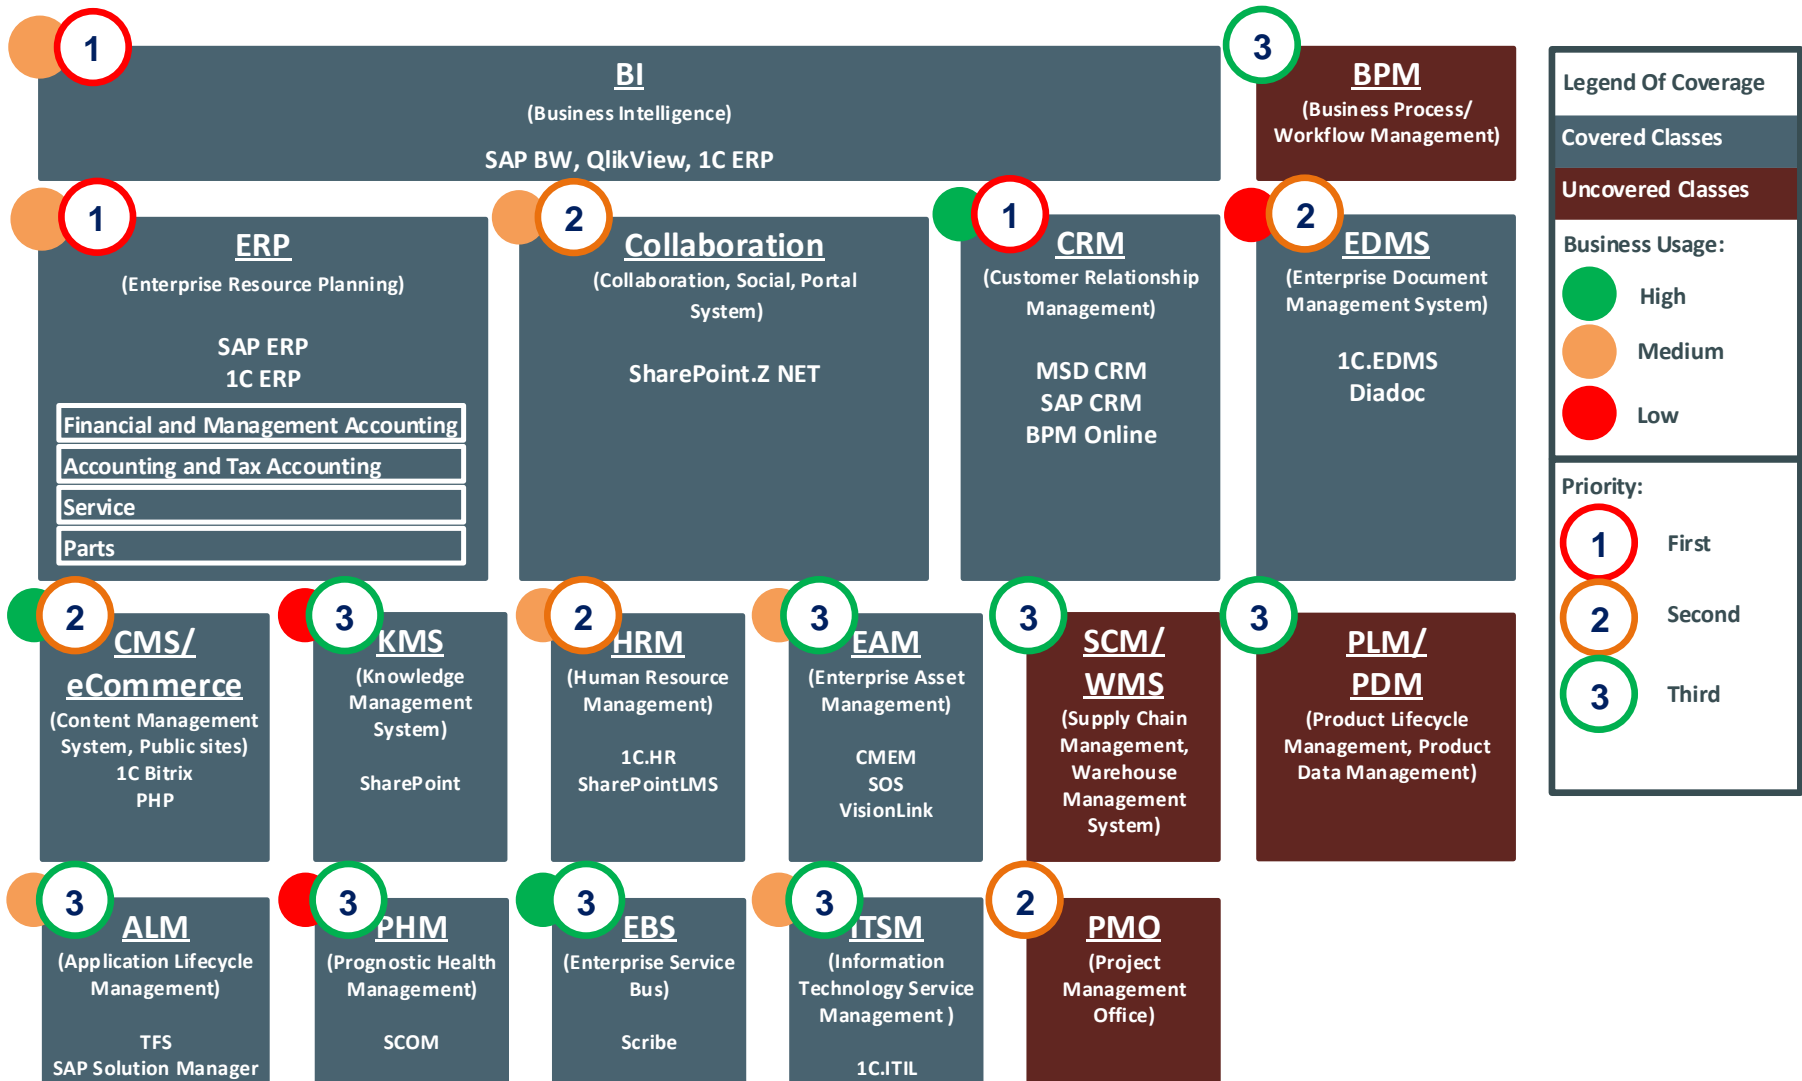 1
BI
(Business Intelligence)
SAP BW, QlikView, 1C ERP
3
BPM
(Business Process/
Workflow Management)
1
ERP
(Enterprise Resource Planning)
SAP ERP
1C ERP
Financial and Management Accounting
Accounting and Tax Accounting
Service
Parts
2
Collaboration
(Collaboration, Social, Portal
System)
SharePoint.Z NET
1
CRM
(Customer Relationship
Management)
MSD CRM
SAP CRM
BPM Online
2
EDMS
(Enterprise Document
Management System)
1C.EDMS
Diadoc
2
CMS/
eCommerce
(Content Management
System, Public sites)
1C Bitrix
PHP
3
KMS
(Knowledge
Management
System)
SharePoint
2
HRM
(Human Resource
Management)
1C.HR
SharePointLMS
3
EAM
(Enterprise Asset
Management)
CMEM
SOS
VisionLink
3
SCM/
WMS
(Supply Chain
Management,
Warehouse
Management
System)
3
PLM/
PDM
(Product Lifecycle
Management, Product
Data Management)
3
ALM
(Application Lifecycle
Management)
TFS
SAP Solution Manager
3
PHM
(Prognostic Health
Management)
SCOM
3
EBS
(Enterprise Service
Bus)
Scribe
3
ITSM
(Information
Technology Service
Management )
1C.ITIL
2
PMO
(Project
Management
Office)
Legend Of Coverage
Covered Classes
Uncovered Classes
Business Usage:
High
Medium
Low
Priority:
1 First
2 Second
3 Third